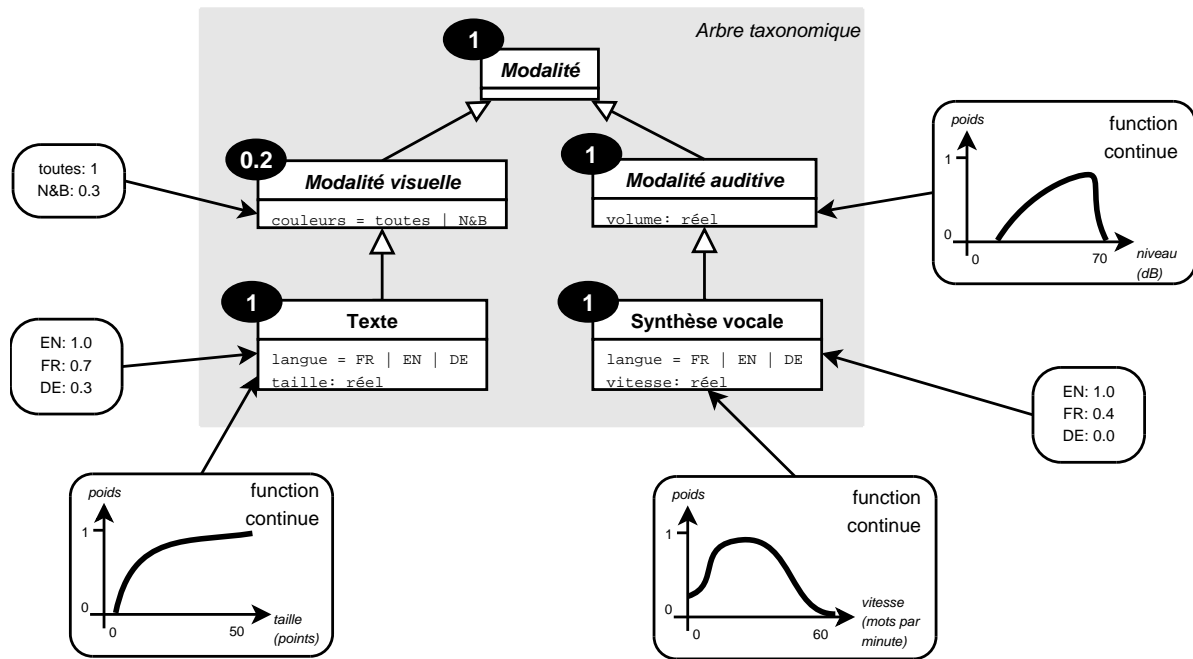 Arbre taxonomique
1
Modalité
0.2
Modalité visuelle
couleurs = toutes | N&B
1
Modalité auditive
volume: réel
toutes: 1
N&B: 0.3
poids
function
continue
1
0
0
70
niveau
(dB)
1
Texte
langue = FR | EN | DE
taille: réel
1
Synthèse vocale
langue = FR | EN | DE
vitesse: réel
EN: 1.0
FR: 0.7
DE: 0.3
EN: 1.0
FR: 0.4
DE: 0.0
poids
function
continue
1
0
0
50
taille
(points)
poids
function
continue
1
0
0
60
vitesse
(mots par
minute)